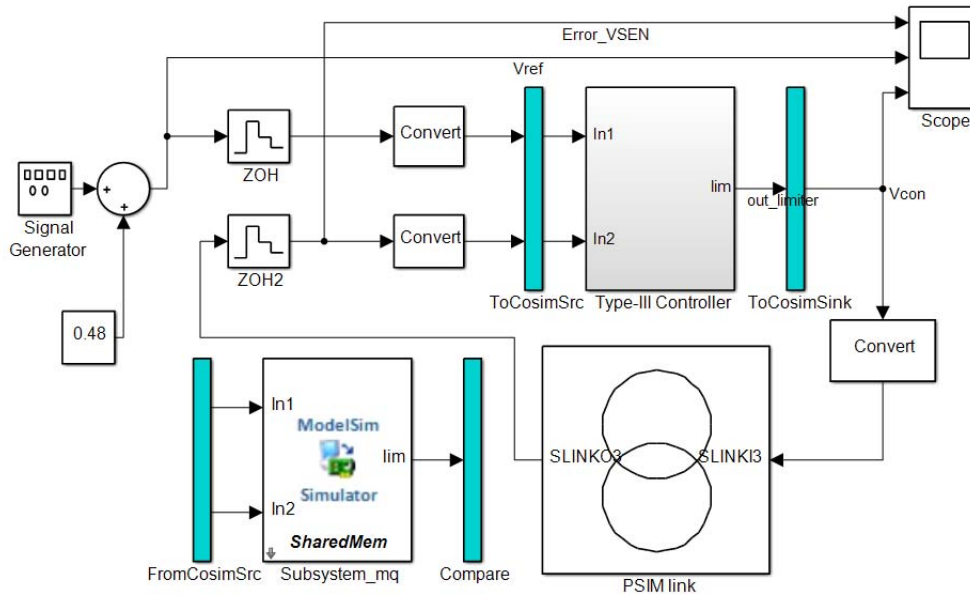 Error_VSEN
Scope
Vref
Convert
In1
ZOH
Signal
Generator
+
+
lim
out_limiter
Vcon
Convert
In2
ZOH2
ToCosimSrc
Type-III Controller
ToCosimSink
0.48
Convert
In1
ModelSim
lim
Simulator
In2
SharedMem
FromCosimSrc
Subsystem_mq
Compare
SLINKO3
SLINKI3
PSIM link